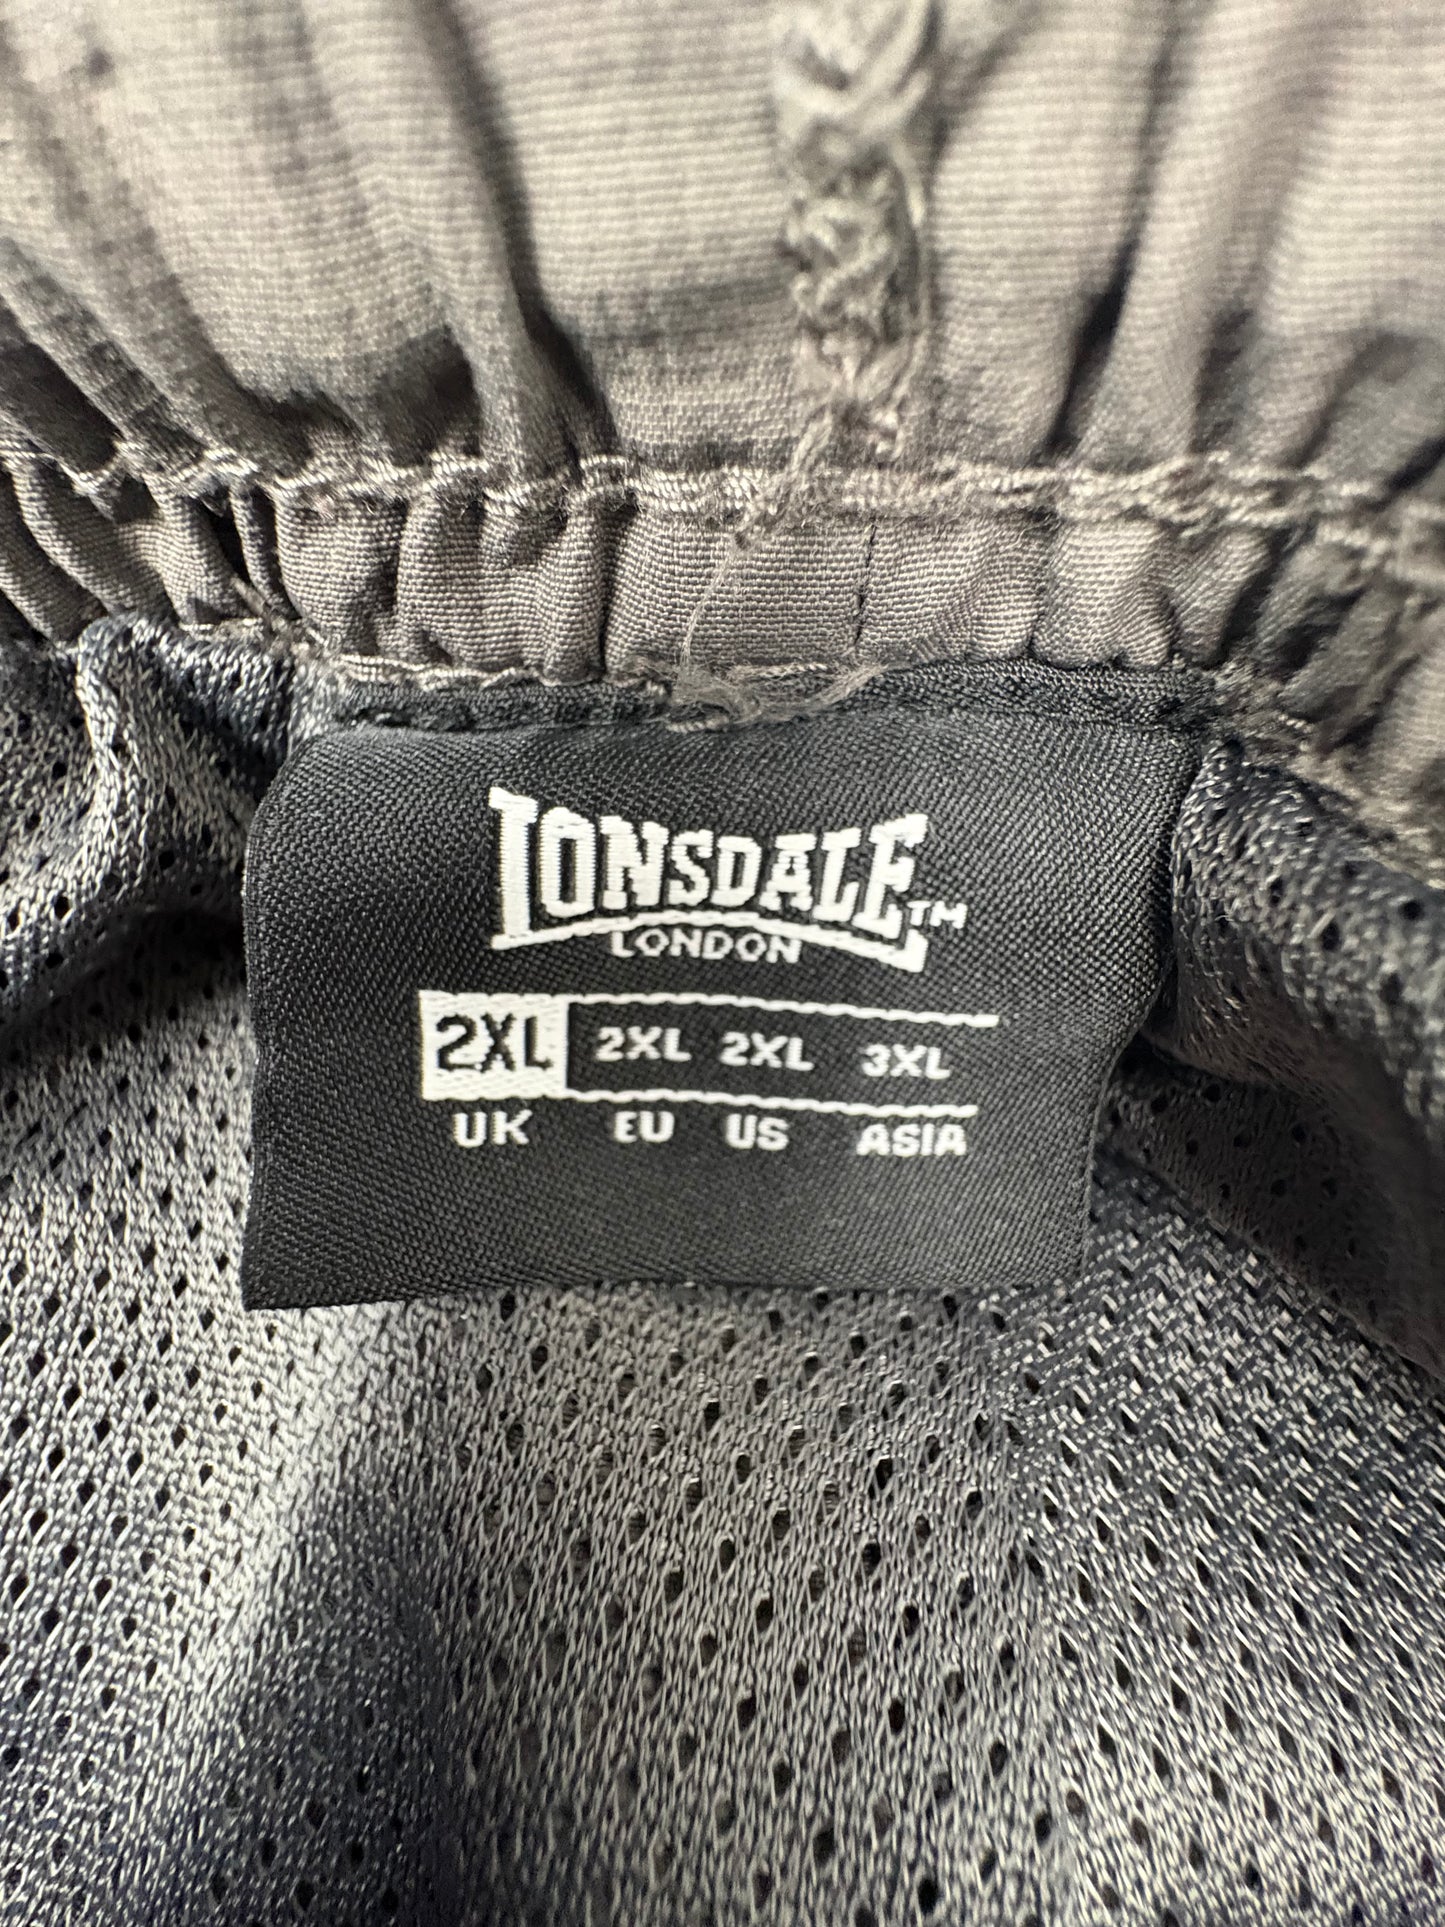 LONSDALE™
LONDON
2XL 2XL 2XL 3XL
UK EU US ASIA